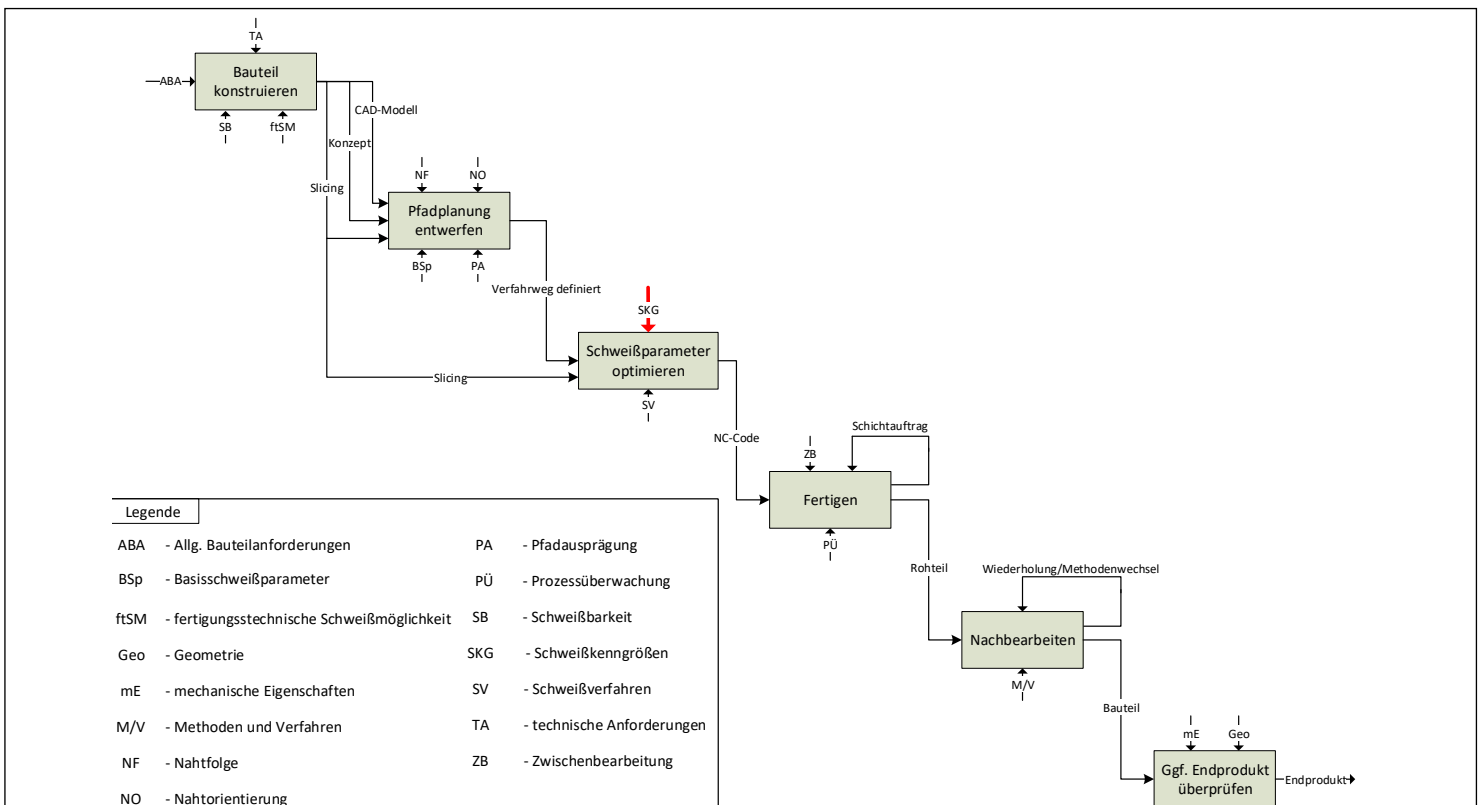 TA
ABA
Bauteil
konstruieren
SB
ftSM
CAD-Modell
Konzept
Slicing
NF
NO
Pfadplanung
entwerfen
BSp
PA
Verfahrweg definiert
SKG
Schweißparameter
optimieren
Slicing
SV
NC-Code
Schichtauftrag
ZB
Fertigen
PÜ
Rohteil
Wiederholung/Methodenwechsel
Nachbearbeiten
M/V
Bauteil
mE
Geo
Ggf. Endprodukt
überprüfen
Endprodukt
Legende
ABA - Allg. Bauteilanforderungen
BSp - Basisschweißparameter
ftSM - fertigungsstechnische Schweißmöglichkeit
Geo - Geometrie
mE - mechanische Eigenschaften
M/V - Methoden und Verfahren
NF - Nahtfolge
NO - Nahtorientierung
PA - Pfadausprägung
PÜ - Prozessüberwachung
SB - Schweißbarkeit
SKG - Schweißkenngrößen
SV - Schweißverfahren
TA - technische Anforderungen
ZB - Zwischenbearbeitung